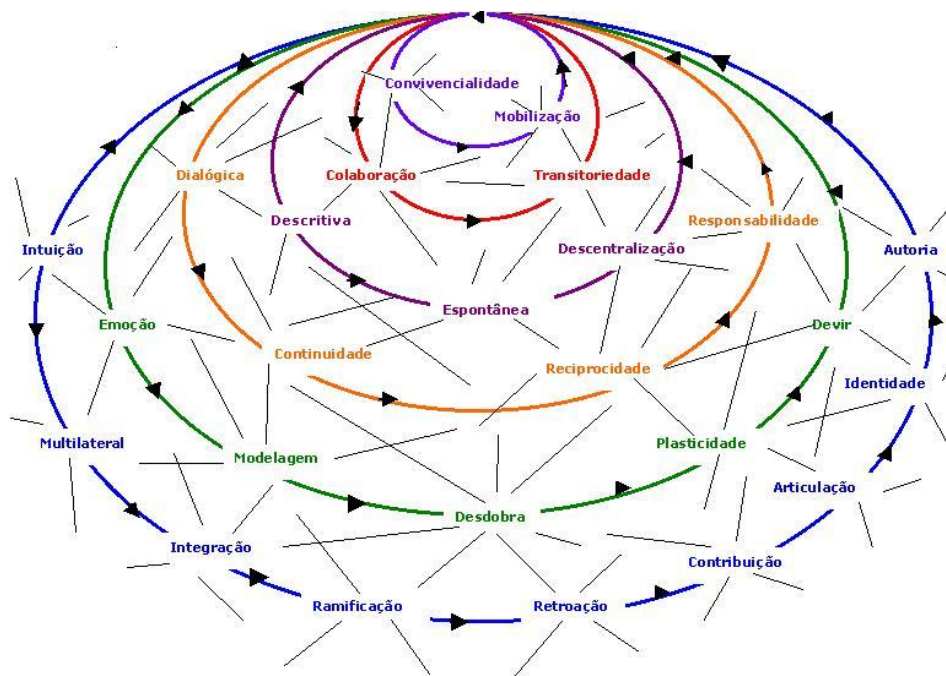 Convivencialidade
Mobilização
Dialógica
Colaboração
Transitoriedade
Descritiva
Responsabilidade
Intuição
Descentralização
Autoria
Espontânea
Emoção
Devir
Continuidade
Reciprocidade
Identidade
Multilateral
Plasticidade
Modelagem
Articulação
Desdobra
Integração
Contribuição
Ramificação
Retroação